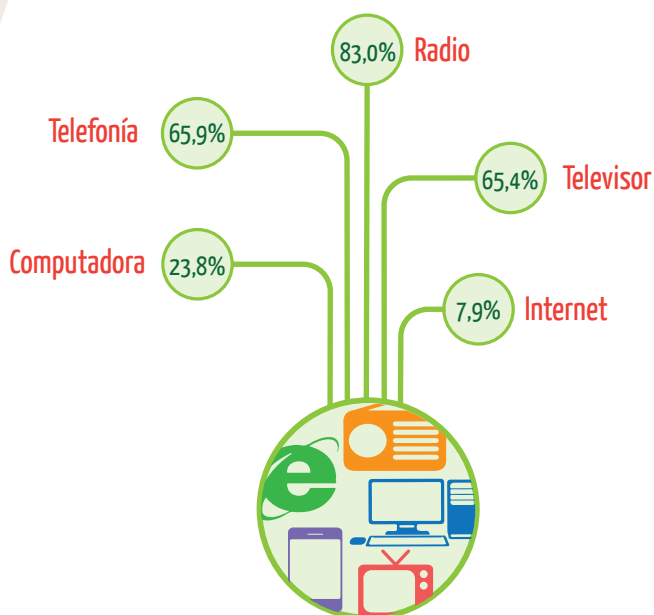 83,0% Radio
Telefonía 65,9%
65,4% Televisor
Computadora 23,8%
7,9% Internet
e